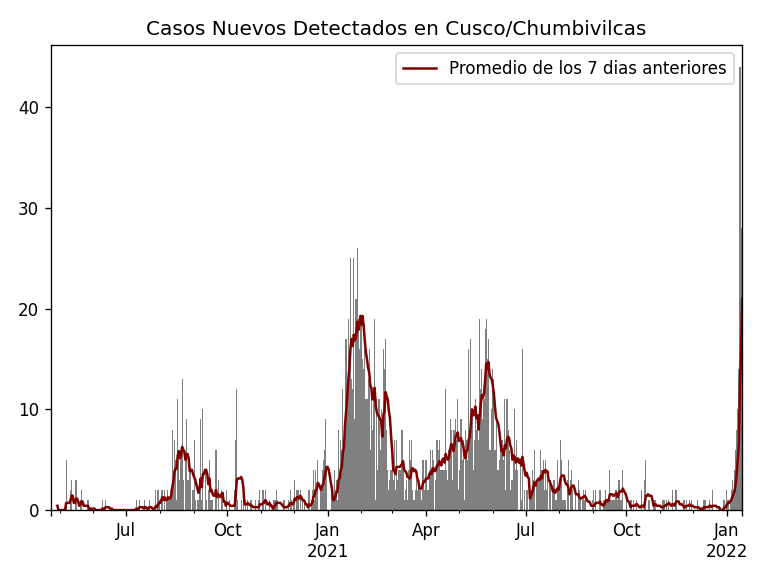 Casos Nuevos Detectados en Cusco/Chumbivilcas
Promedio de los 7 dias anteriores
40
30
20
10
0
Jul
Oct
Jan
2021
Apr
Jul
Oct
Jan
2022